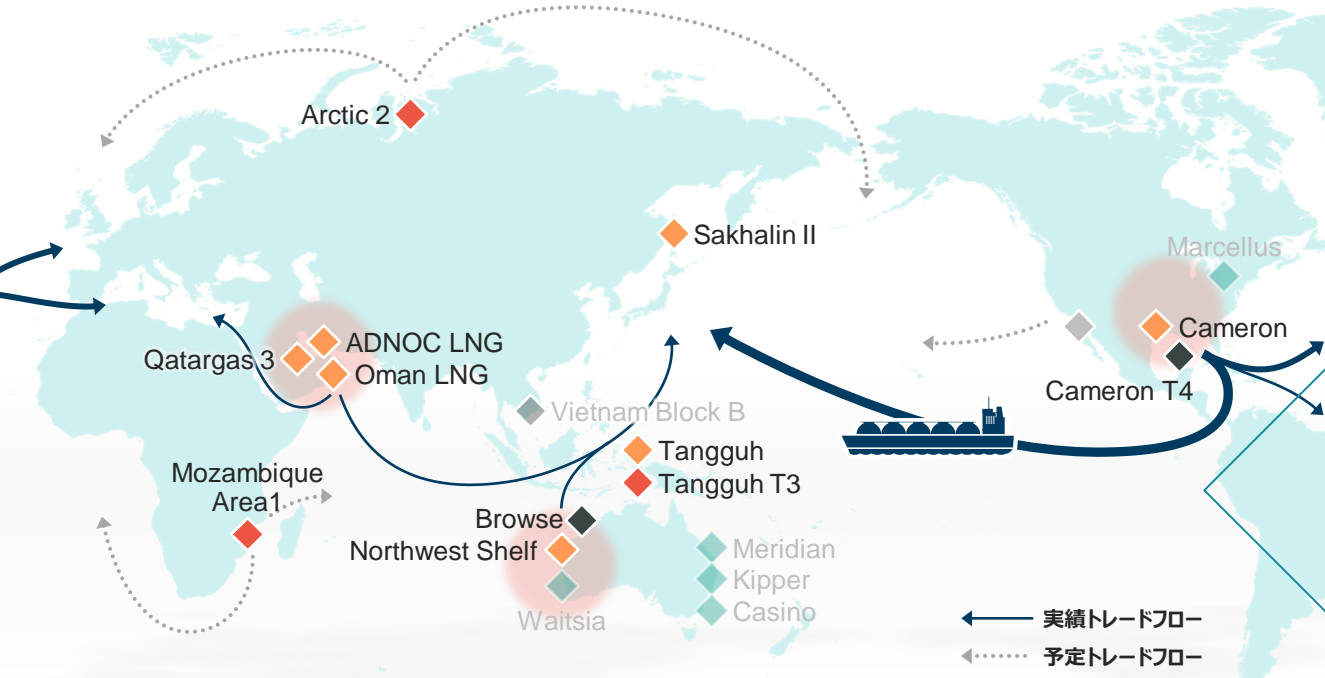 Arctic 2
Sakhalin II
Marcellus
ADNOC LNG
Qatargas 3
Oman LNG
Cameron
Cameron T4
Vietnam Block B
Tangguh
Tangguh T3
Mozambique
Area1
Browse
Northwest Shelf
Meridian
Kipper
Casino
Waitsia
実績トレードフロー
予定トレードフロー